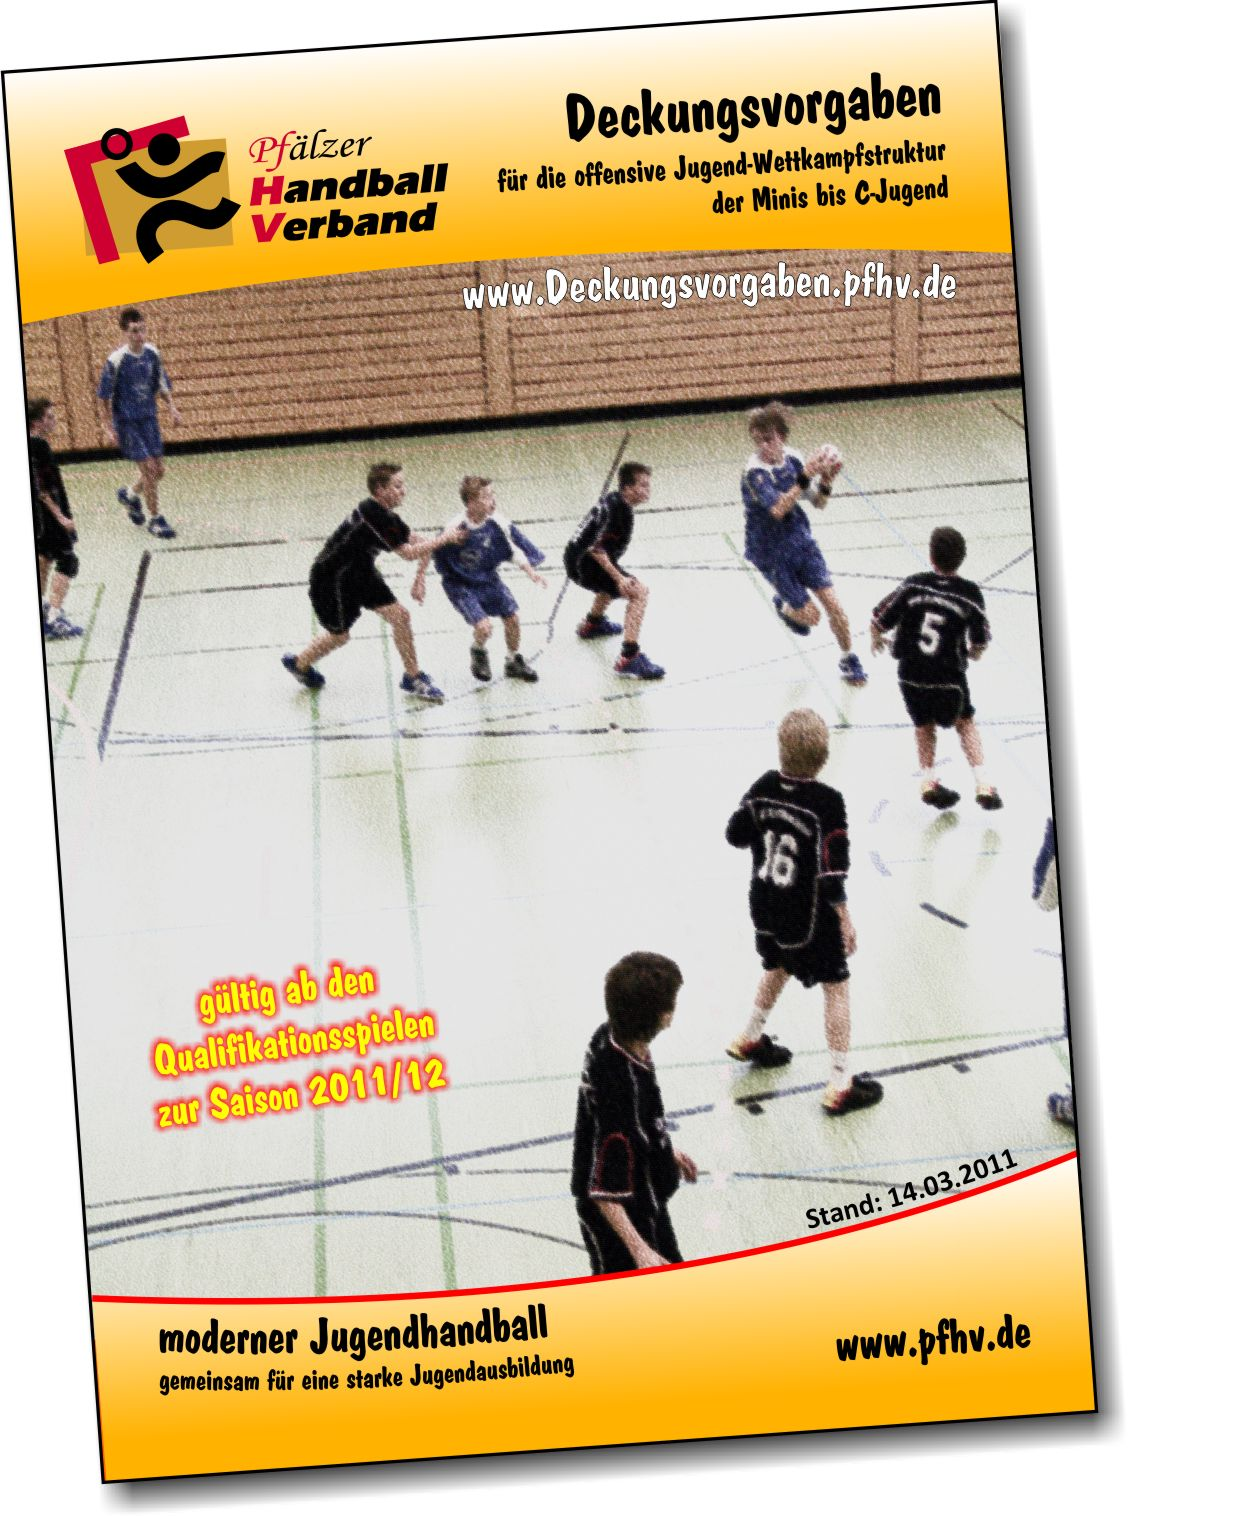 Pfälzer
Handball
Verband
Deckungsvorgaben
für die offensive Jugend-Wettkampfstruktur
der Minis bis C-Jugend
www.Deckungsvorgaben.pfhv.de
5
16
gültig ab den
Qualifikationsspielen
zur Saison 2011/12
Stand: 14.03.2011
moderner Jugendhandball
gemeinsam für eine starke Jugendausbildung
www.pfhv.de